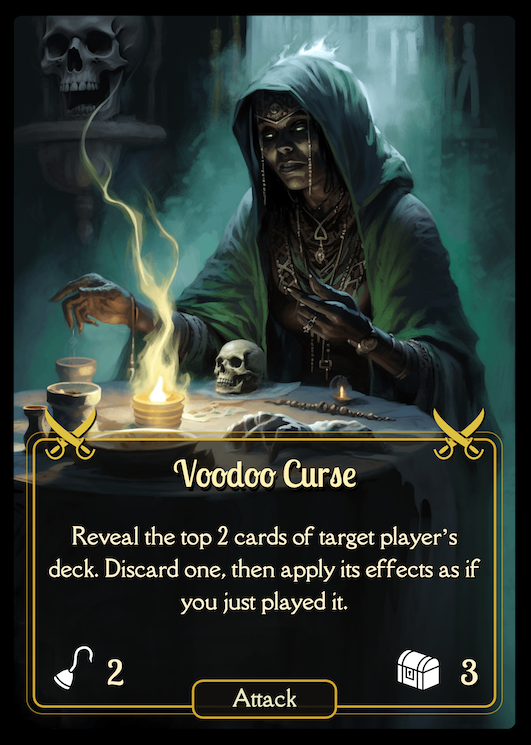 Voodoo Curse
Reveal the top 2 cards of target player's
deck. Discard one, then apply its effects as if
you just played it.
2
3
Attack